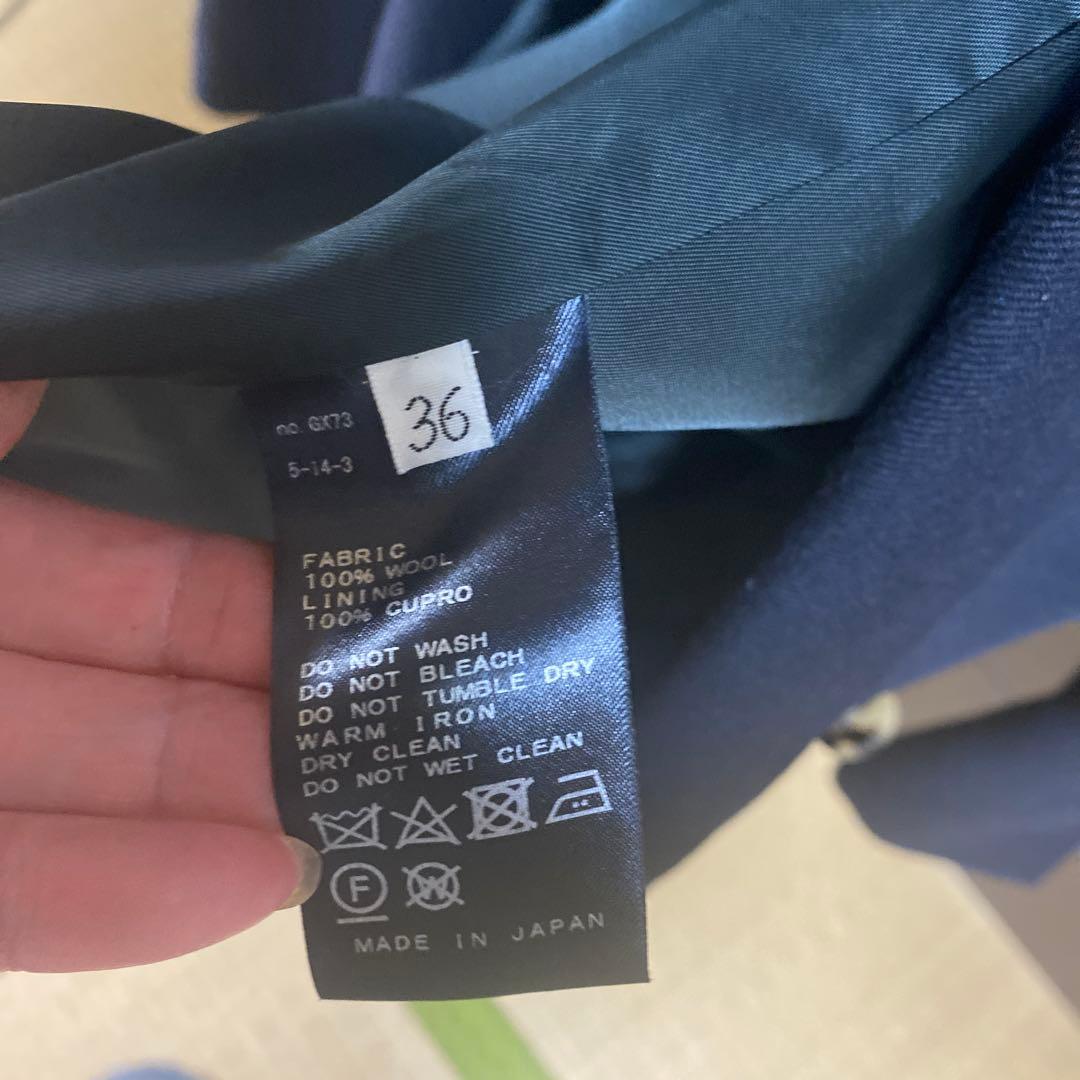 36
no. GX73
5-14-3
FABRIC
100% WOOL
LINING
100% CUPRO
DO NOT WASH
DO NOT BLEACH
DO NOT TUMBLE DRY
WARM IRON
DRY CLEAN
DO NOT WET CLEAN
F W
MADE IN JAPAN